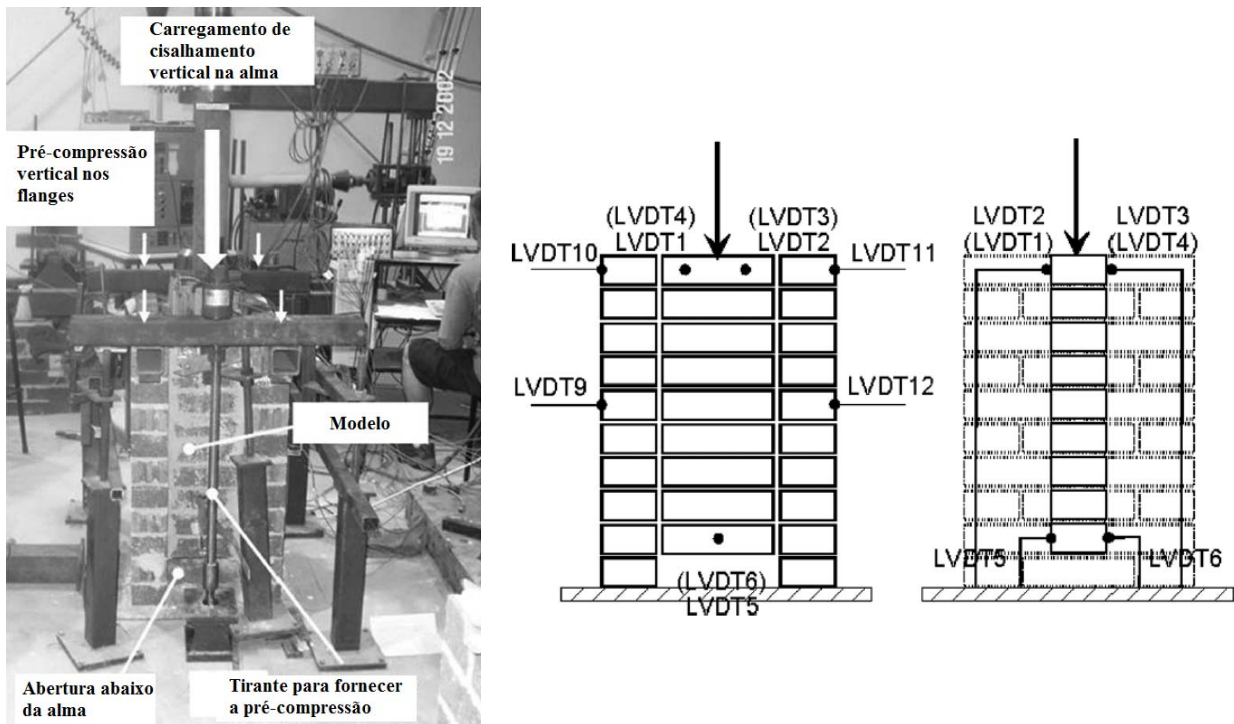 Carregamento de
cisalhamento
vertical na alma
19 12 2002
Pré-compressão
vertical nos
flanges
Modelo
Abertura abaixo
da alma
Tirante para fornecer
a pré-compressão
(LVDT4)
(LVDT3)
LVDT1
LVDT2
LVDT10
LVDT11
LVDT9
LVDT12
(LVDT6)
LVDT5
LVDT2
LVDT3
(LVDT1)
(LVDT4)
LVDT5
LVDT6